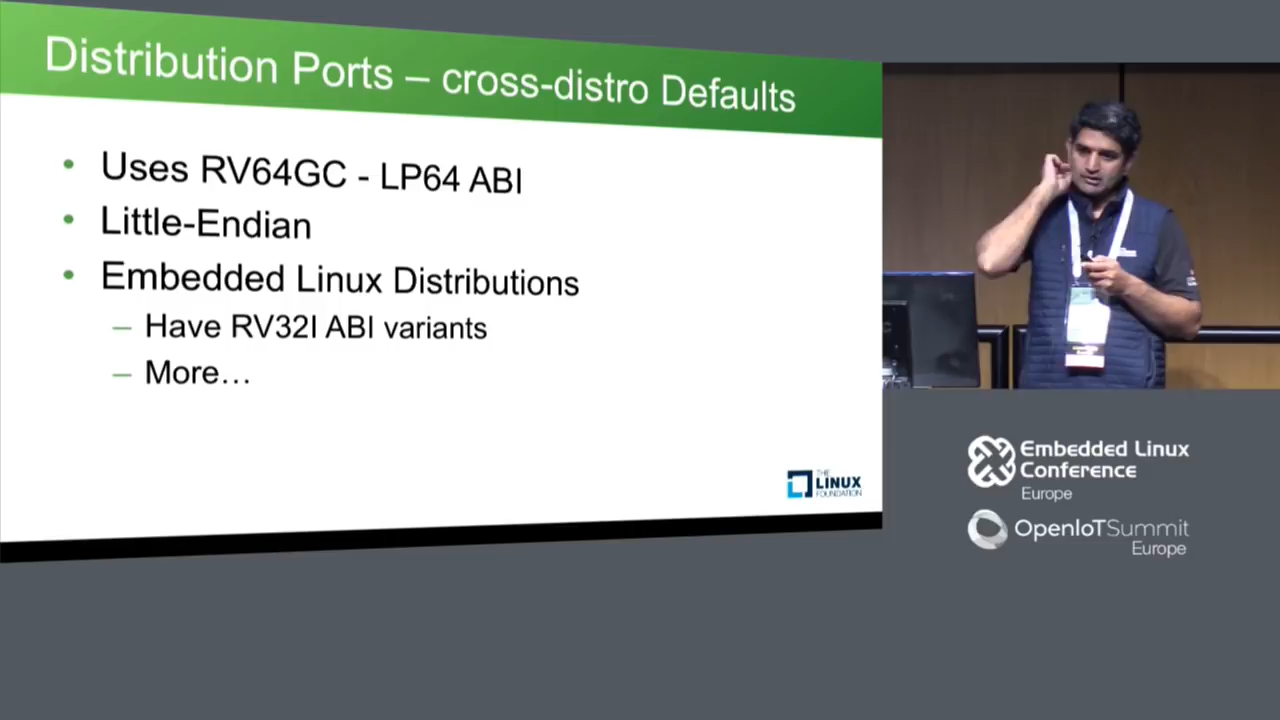 Distribution Ports – cross-distro Defaults
• Uses RV64GC - LP64 ABI
• Little-Endian
• Embedded Linux Distributions
– Have RV32I ABI variants
– More…
THE
LINUX
FOUNDATION
Embedded Linux
Conference
Europe
OpenIoTSummit
Europe